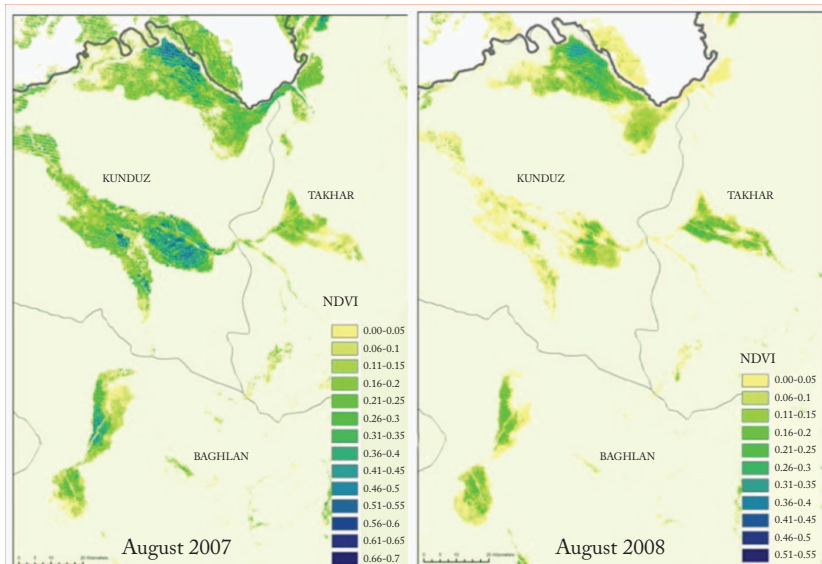 KUNDUZ
TAKHAR
NDVI
0.00-0.05
0.06-0.1
0.11-0.15
0.16-0.2
0.21-0.25
0.26-0.3
0.31-0.35
0.36-0.4
0.41-0.45
0.46-0.5
0.51-0.55
0.56-0.6
0.61-0.65
0.66-0.7
BAGHLAN
August 2007
KUNDUZ
TAKHAR
NDVI
0.00-0.05
0.06-0.1
0.11-0.15
0.16-0.2
0.21-0.25
0.26-0.3
0.31-0.35
0.36-0.4
0.41-0.45
0.46-0.5
0.51-0.55
BAGHLAN
August 2008